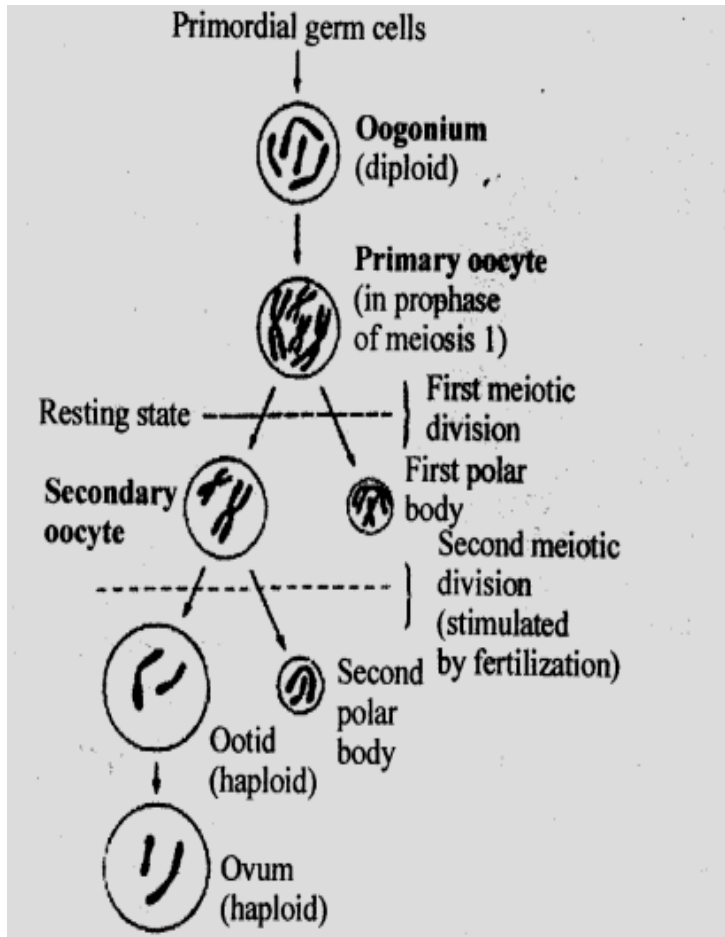 Primordial germ cells
Oogonium
(diploid)
Primary oocyte
(in prophase
of meiosis 1)
Resting state
First meiotic
division
First polar
body
Secondary
oocyte
Second meiotic
division
(stimulated
by fertilization)
Second
polar
body
Ootid
(haploid)
Ovum
(haploid)